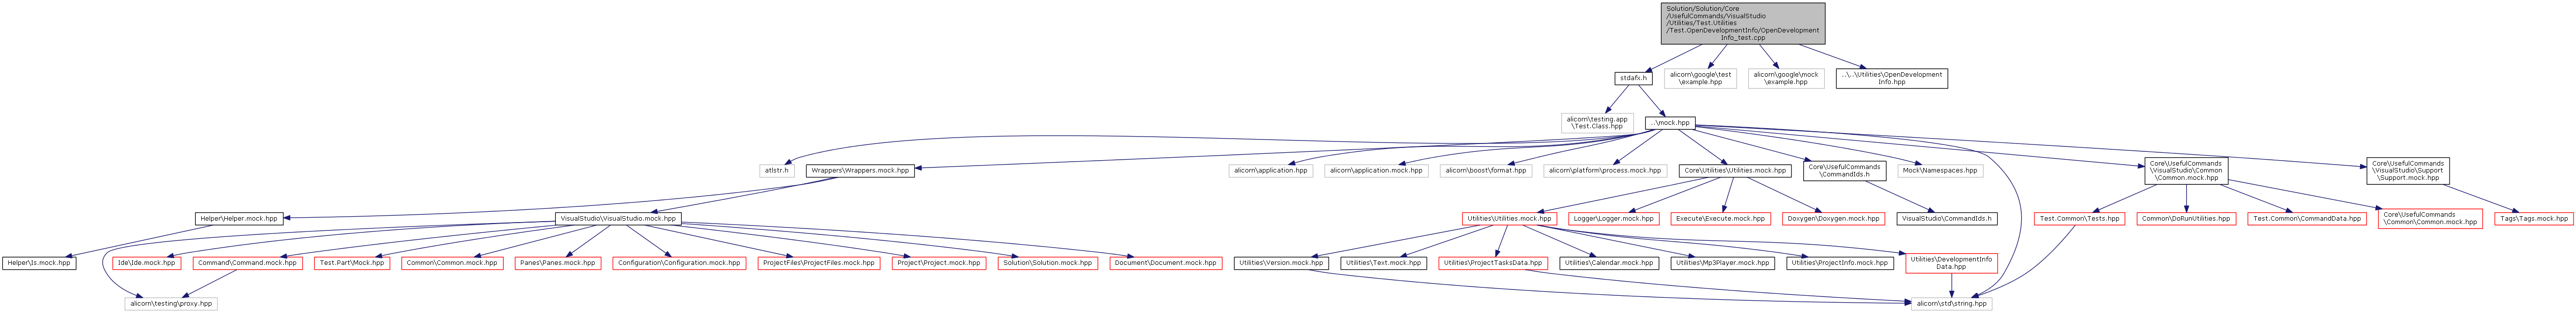 Solution/Solution/Core
/UsefulCommands/VisualStudio
/Utilities/Test.Utilities
/Test.OpenDevelopmentInfo/OpenDevelopment
Info_test.cpp
stdafx.h
alicorn\google\test
\example.hpp
alicorn\google\mock
\example.hpp
..\..\Utilities\OpenDevelopment
Info.hpp
alicorn\testing.app
\Test.Class.hpp
..\mock.hpp
atlstr.h
Wrappers\Wrappers.mock.hpp
alicorn\application.hpp
alicorn\application.mock.hpp
alicorn\boost\format.hpp
alicorn\platform\process.mock.hpp
Core\Utilities\Utilities.mock.hpp
Core\UsefulCommands
\CommandIds.h
Mock\Namespaces.hpp
Core\UsefulCommands
\VisualStudio\Common
\Common.mock.hpp
Core\UsefulCommands
\VisualStudio\Support
\Support.mock.hpp
Helper\Helper.mock.hpp
VisualStudio\VisualStudio.mock.hpp
Utilities\Utilities.mock.hpp
Logger\Logger.mock.hpp
Execute\Execute.mock.hpp
Doxygen\Doxygen.mock.hpp
VisualStudio\CommandIds.h
Test.Common\Tests.hpp
Common\DoRunUtilities.hpp
Test.Common\CommandData.hpp
Core\UsefulCommands
\Common\Common.mock.hpp
Tags\Tags.mock.hpp
Helper\Is.mock.hpp
Ide\Ide.mock.hpp
Command\Command.mock.hpp
Test.Part\Mock.hpp
Common\Common.mock.hpp
Panes\Panes.mock.hpp
Configuration\Configuration.mock.hpp
ProjectFiles\ProjectFiles.mock.hpp
Project\Project.mock.hpp
Solution\Solution.mock.hpp
Document\Document.mock.hpp
Utilities\Version.mock.hpp
Utilities\Text.mock.hpp
Utilities\ProjectTasksData.hpp
Utilities\Calendar.mock.hpp
Utilities\Mp3Player.mock.hpp
Utilities\ProjectInfo.mock.hpp
Utilities\DevelopmentInfo
Data.hpp
alicorn\testing\proxy.hpp
alicorn\std\string.hpp